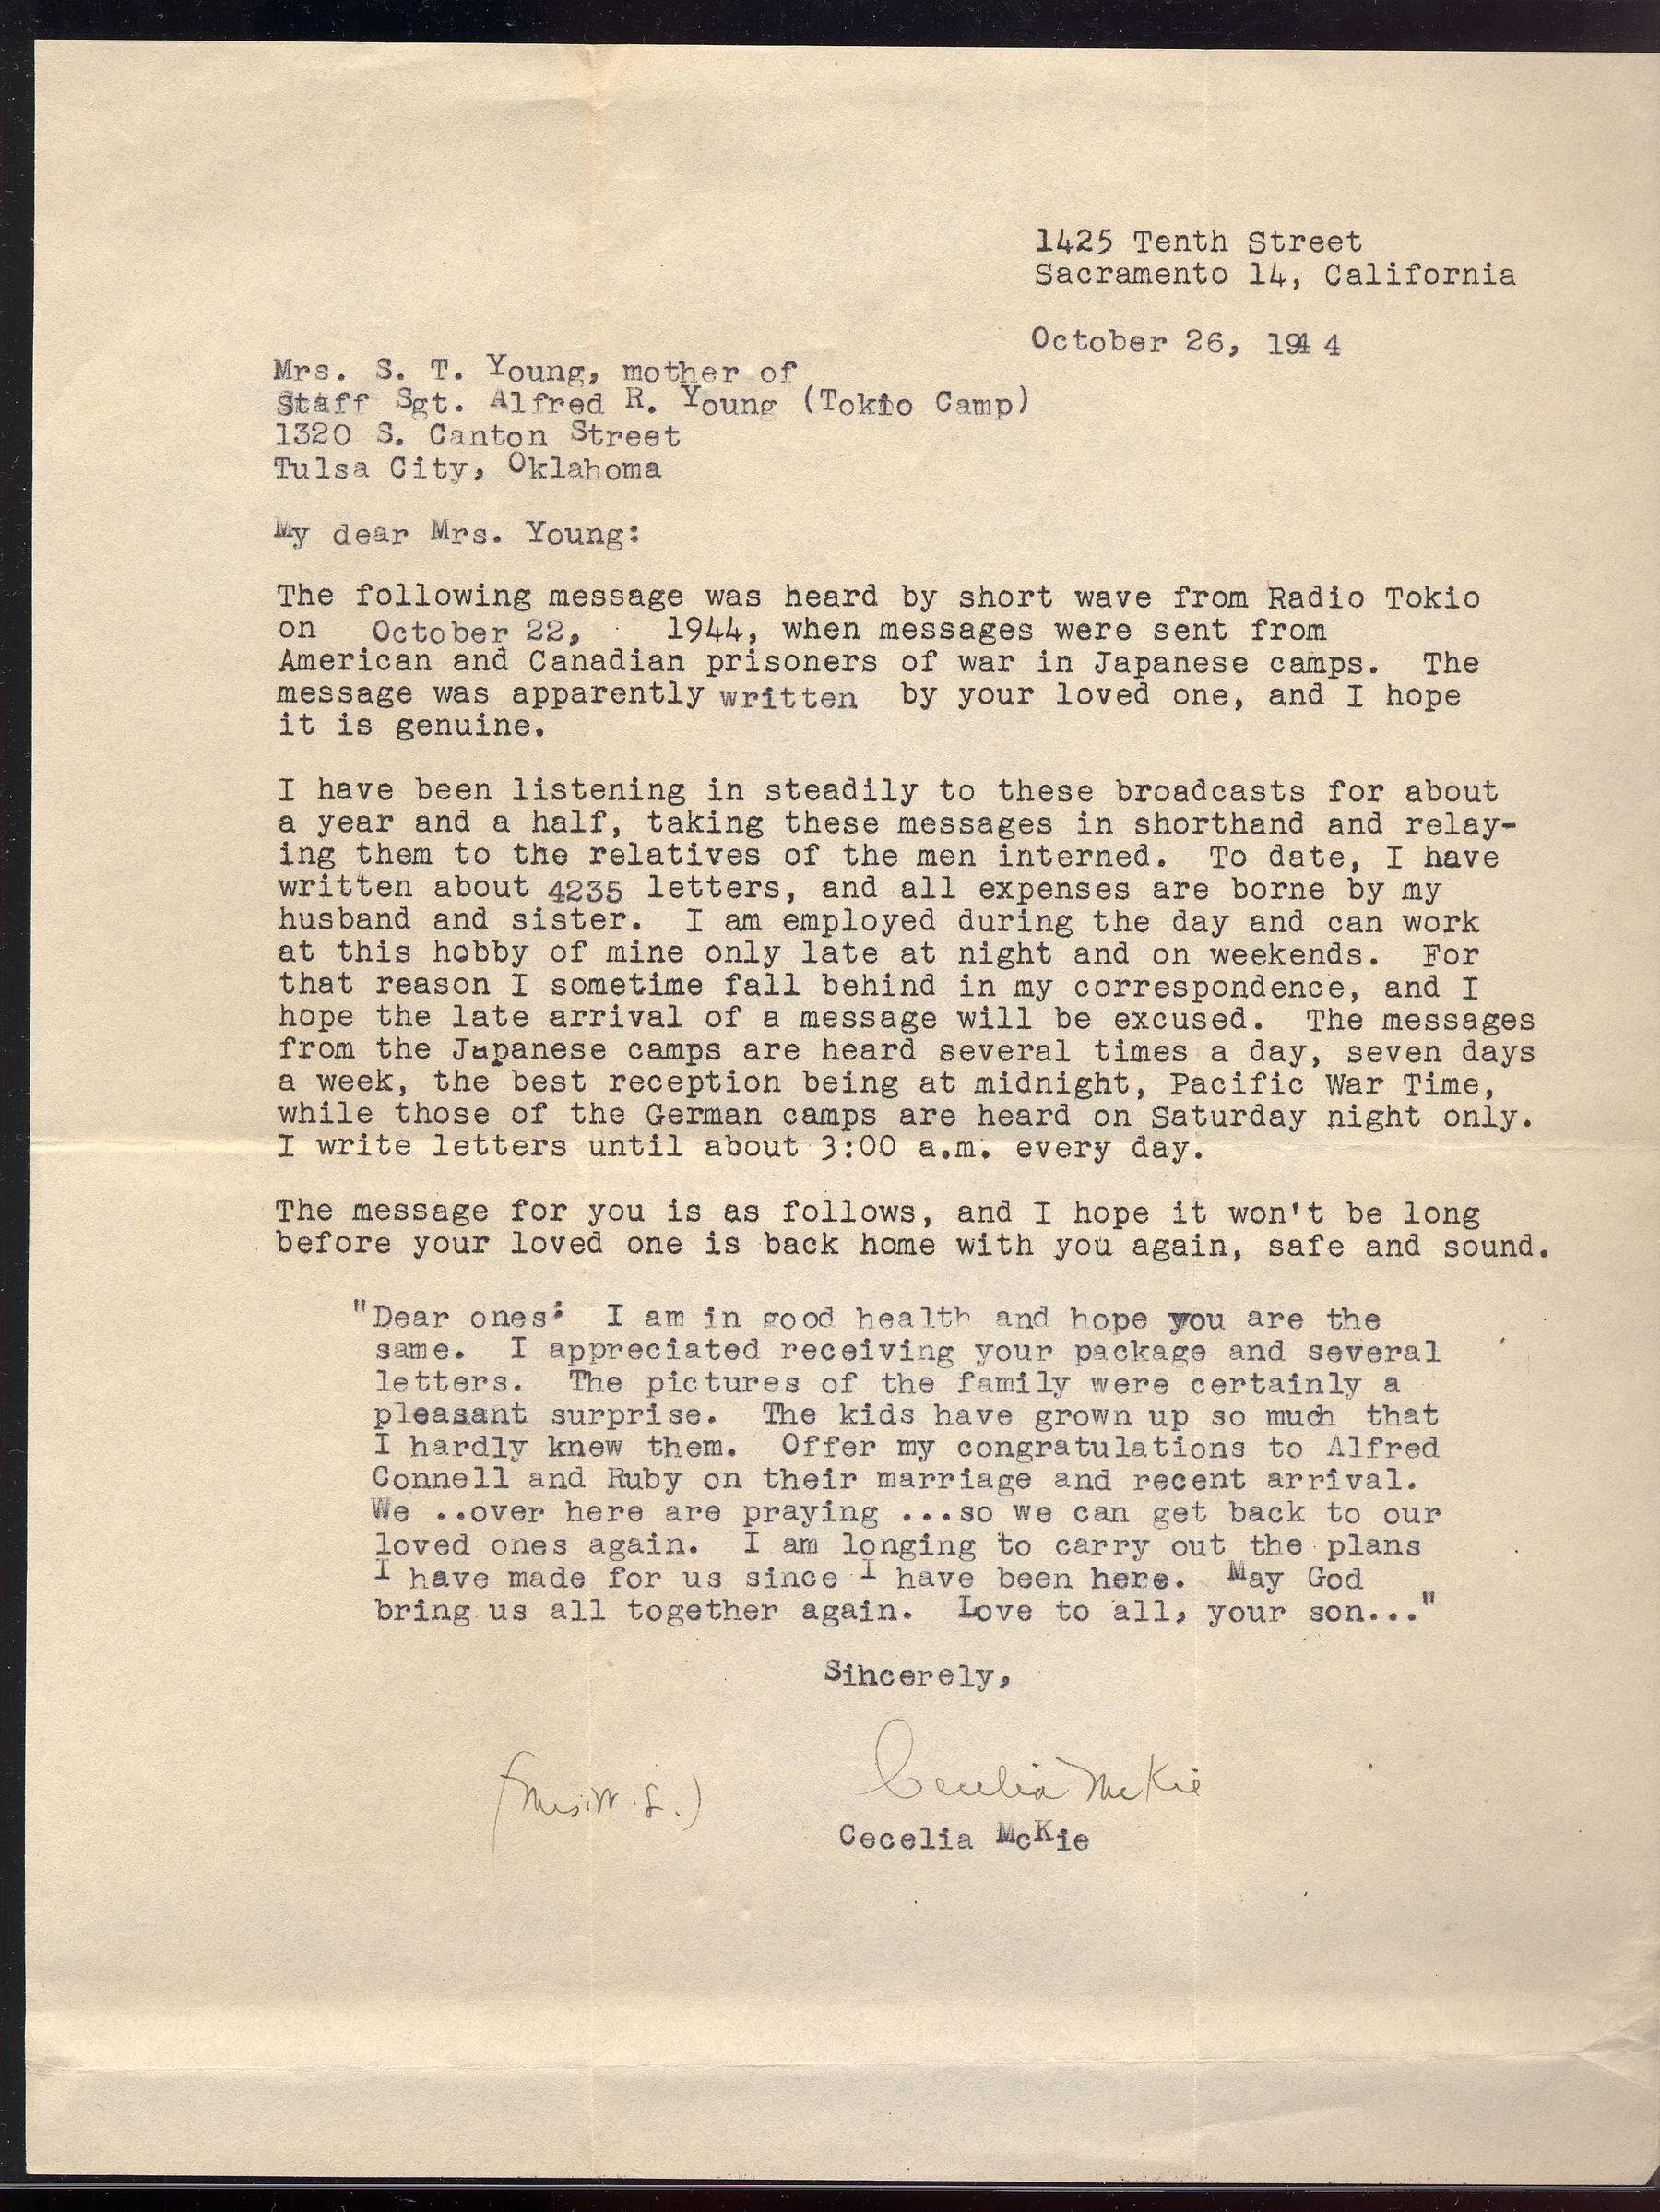 1425 Tenth Street
Sacramento 14, California
October 26, 1944
Mrs. S. T. Young, mother of
Staff Sgt. Alfred R. Young (Tokio Camp)
1320 S. Canton Street
Tulsa City, Oklahoma
My dear Mrs. Young:
The following message was heard by short wave from Radio Tokio
on October 22, 1944, when messages were sent from
American and Canadian prisoners of war in Japanese camps. The
message was apparently written by your loved one, and I hope
it is genuine.
I have been listening in steadily to these broadcasts for about
a year and a half, taking these messages in shorthand and relay-
ing them to the relatives of the men interned. To date, I have
written about 4235 letters, and all expenses are borne by my
husband and sister. I am employed during the day and can work
at this hobby of mine only late at night and on weekends. For
that reason I sometime fall behind in my correspondence, and I
hope the late arrival of a message will be excused. The messages
from the Japanese camps are heard several times a day, seven days
a week, the best reception being at midnight, Pacific War Time,
while those of the German camps are heard on Saturday night only.
I write letters until about 3:00 a.m. every day.
The message for you is as follows, and I hope it won't be long
before your loved one is back home with you again, safe and sound.
"Dear ones: I am in good health and hope you are the
same. I appreciated receiving your package and several
letters. The pictures of the family were certainly a
pleasant surprise. The kids have grown up so much that
I hardly knew them. Offer my congratulations to Alfred
Connell and Ruby on their marriage and recent arrival.
We ..over here are praying ...so we can get back to our
loved ones again. I am longing to carry out the plans
I have made for us since I have been here. May God
bring us all together again. Love to all, your son..."
Sincerely,
(Mrs. W. L.) Cecelia McKie
Cecelia McKie